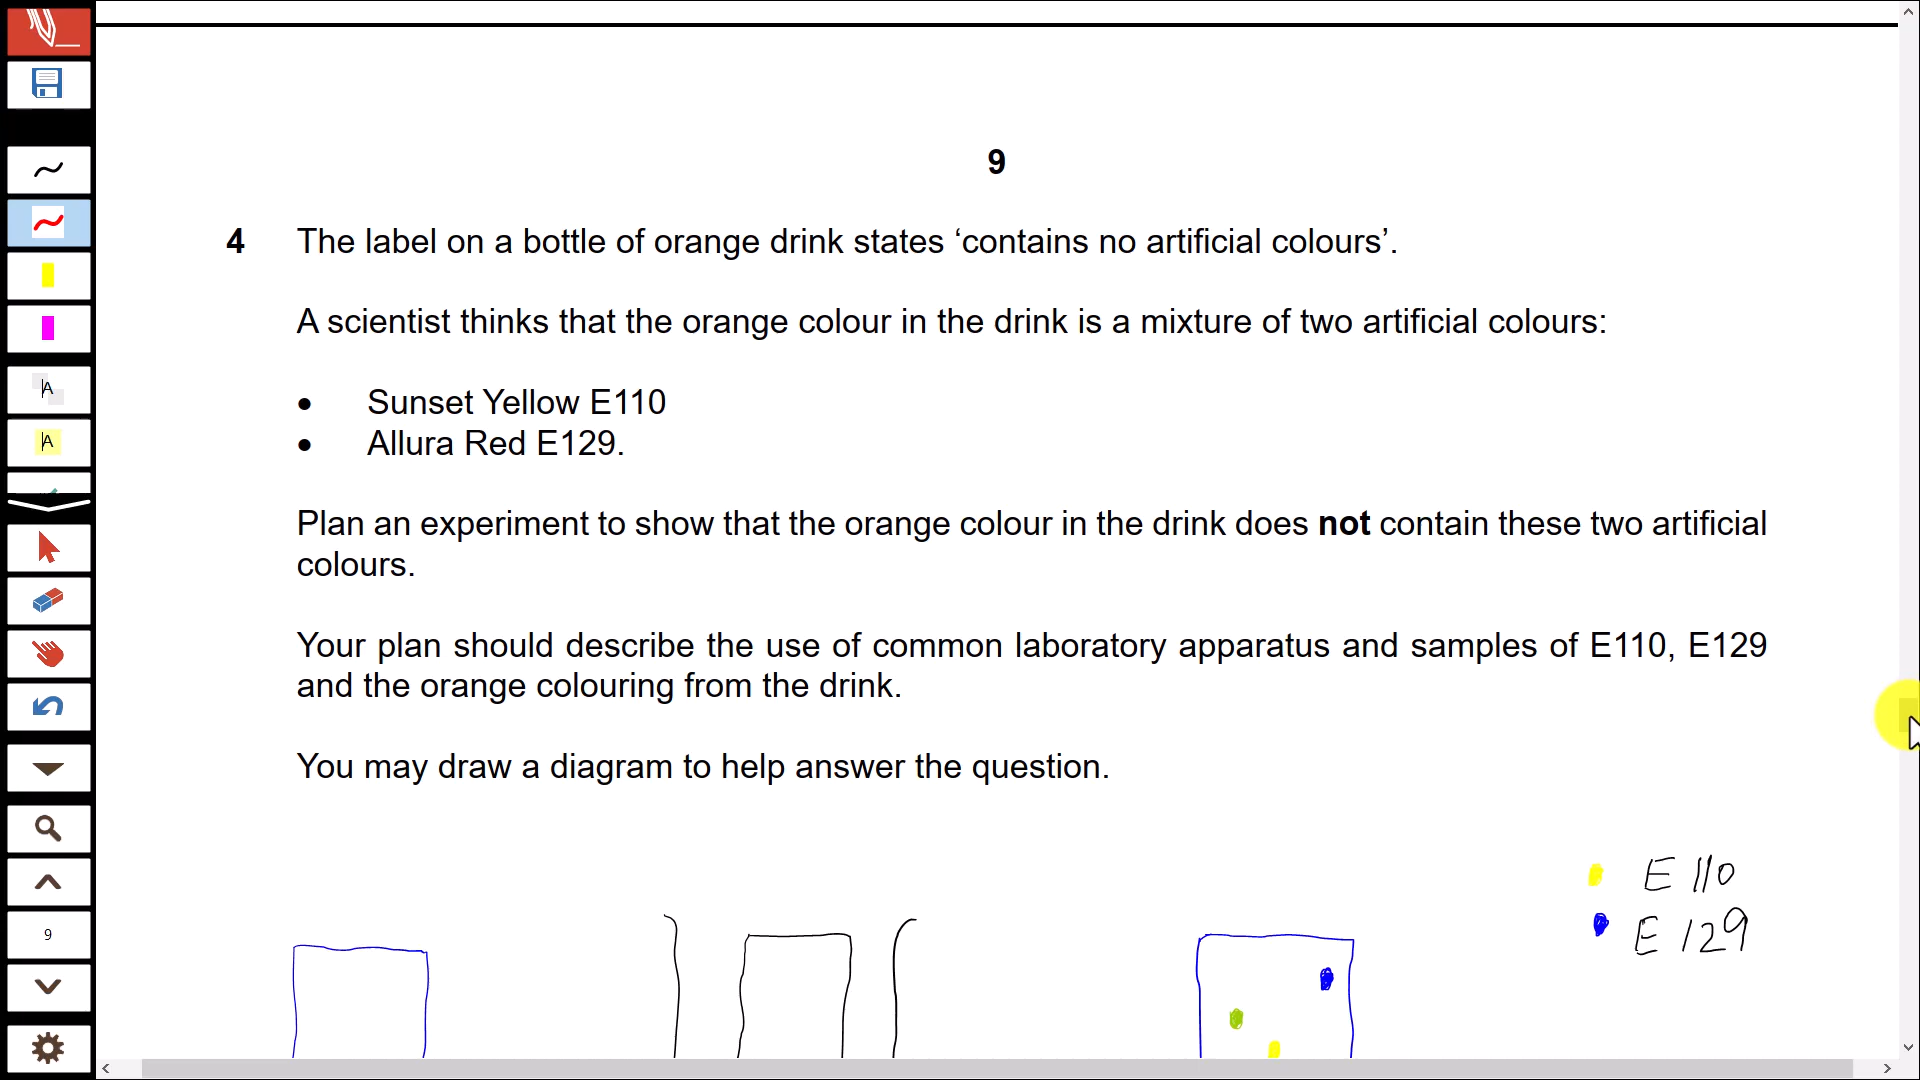 9
4 The label on a bottle of orange drink states ‘contains no artificial colours’.
A scientist thinks that the orange colour in the drink is a mixture of two artificial colours:
• Sunset Yellow E110
• Allura Red E129.
Plan an experiment to show that the orange colour in the drink does not contain these two artificial
colours.
Your plan should describe the use of common laboratory apparatus and samples of E110, E129
and the orange colouring from the drink.
You may draw a diagram to help answer the question.
E 110
E 129
A
A
9